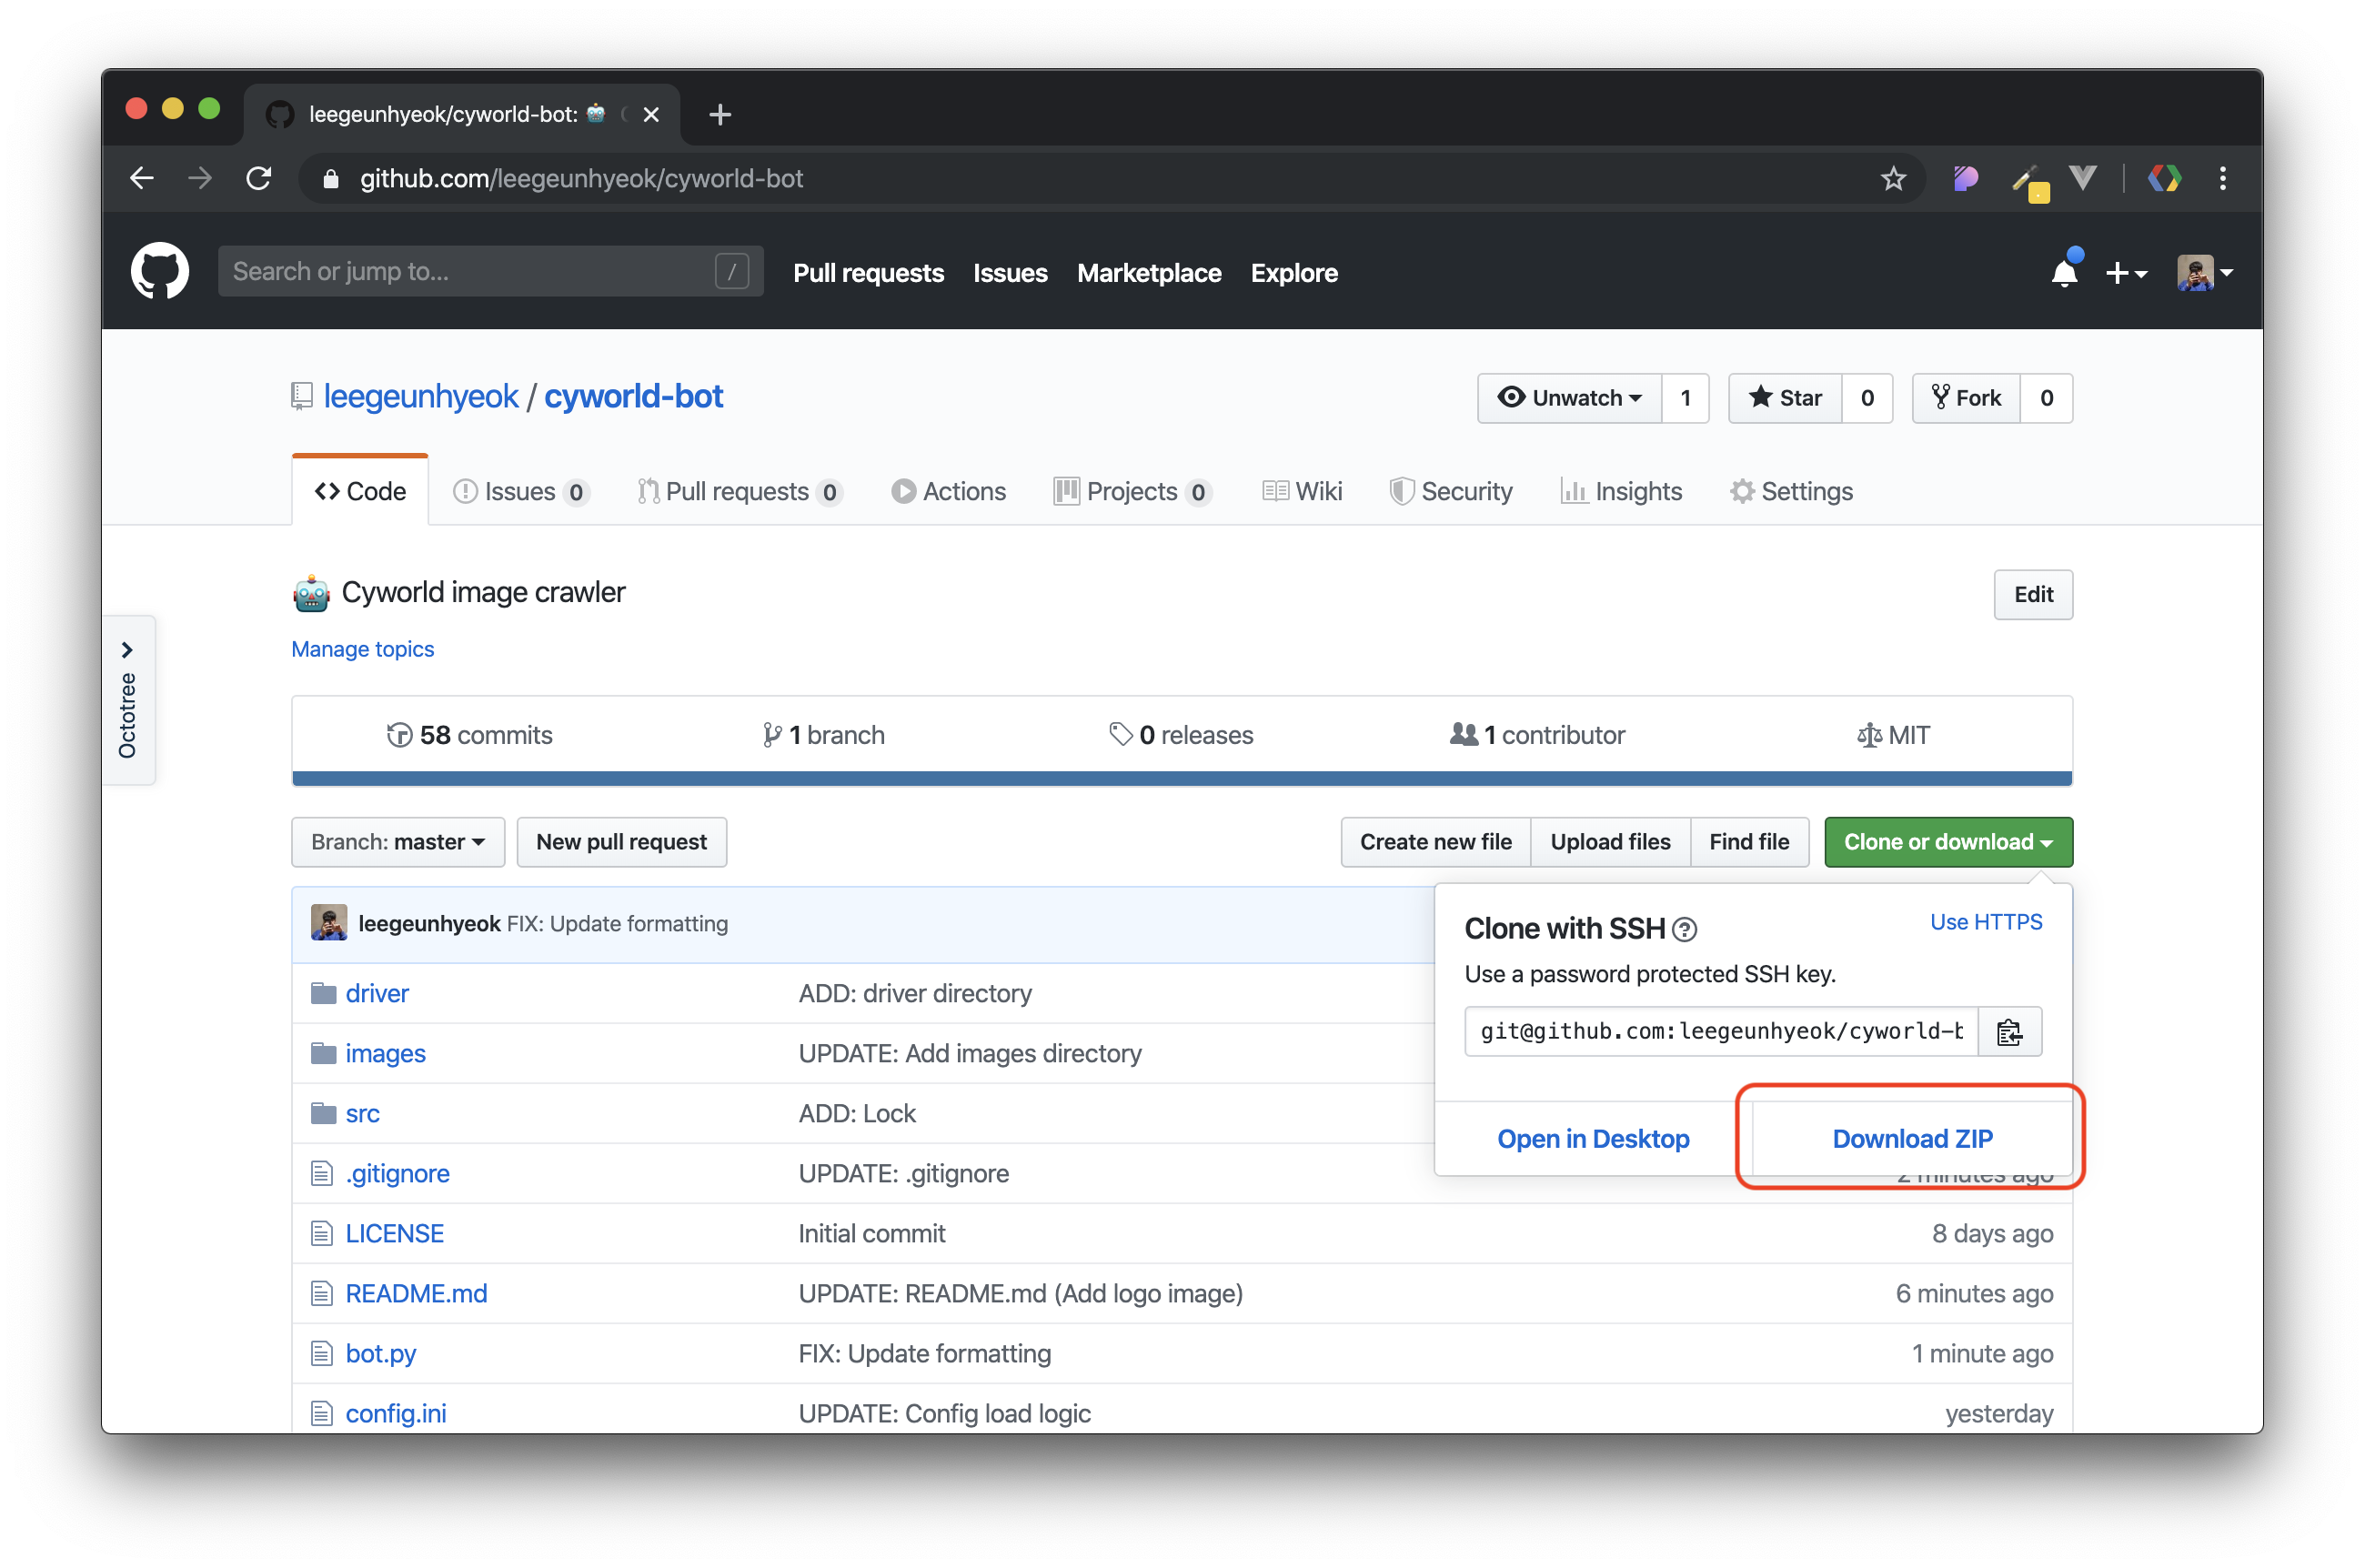 leegeunhyeok/cyworld-bot:
github.com/leegeunhyeok/cyworld-bot
Search or jump to... /
Pull requests Issues Marketplace Explore
leegeunhyeok / cyworld-bot
Unwatch 1 Star 0 Fork 0
Code Issues 0 Pull requests 0 Actions Projects 0 Wiki Security Insights Settings
Cyworld image crawler
Edit
Manage topics
Octotree
58 commits 1 branch 0 releases 1 contributor MIT
Branch: master New pull request Create new file Upload files Find file Clone or download
leegeunhyeok FIX: Update formatting
Clone with SSH ? Use HTTPS
Use a password protected SSH key.
git@github.com:leegeunhyeok/cyworld-b
Open in Desktop Download ZIP
driver ADD: driver directory
images UPDATE: Add images directory
src ADD: Lock
.gitignore UPDATE: .gitignore 2 minutes ago
LICENSE Initial commit 8 days ago
README.md UPDATE: README.md (Add logo image) 6 minutes ago
bot.py FIX: Update formatting 1 minute ago
config.ini UPDATE: Config load logic yesterday